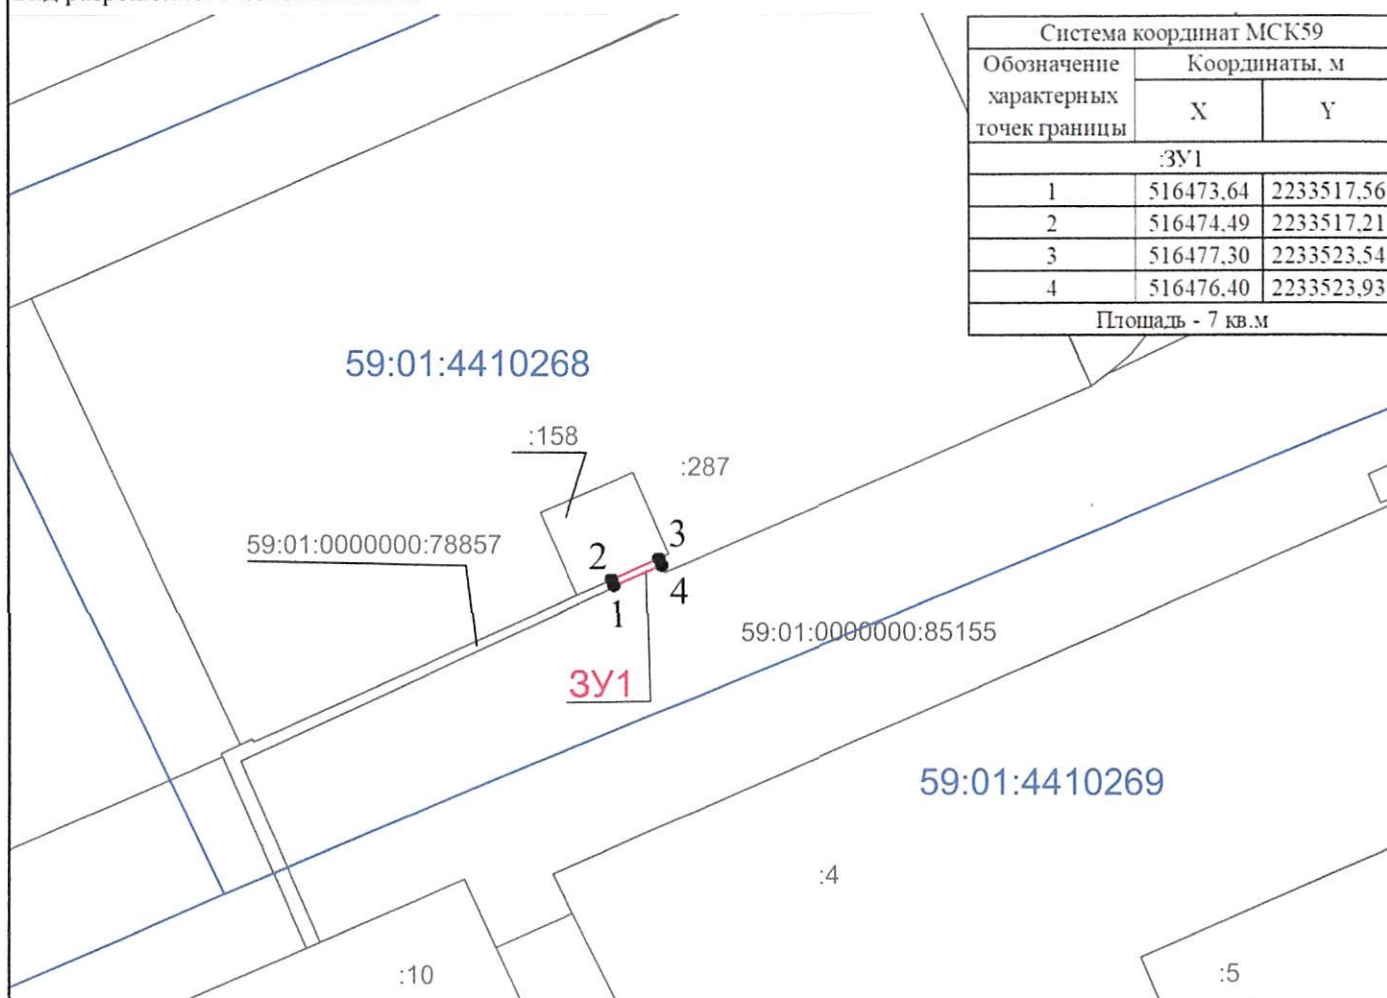 Система координат МСК59
Обозначение характерных точек границы
Координаты, м
X
Y
:ЗУ1
1 516473,64 2233517,56
2 516474,49 2233517,21
3 516477,30 2233523,54
4 516476,40 2233523,93
Площадь - 7 кв.м
59:01:4410268
:158
:287
59:01:0000000:78857
2
3
1
4
59:01:0000000:85155
ЗУ1
59:01:4410269
:4
:10
:5